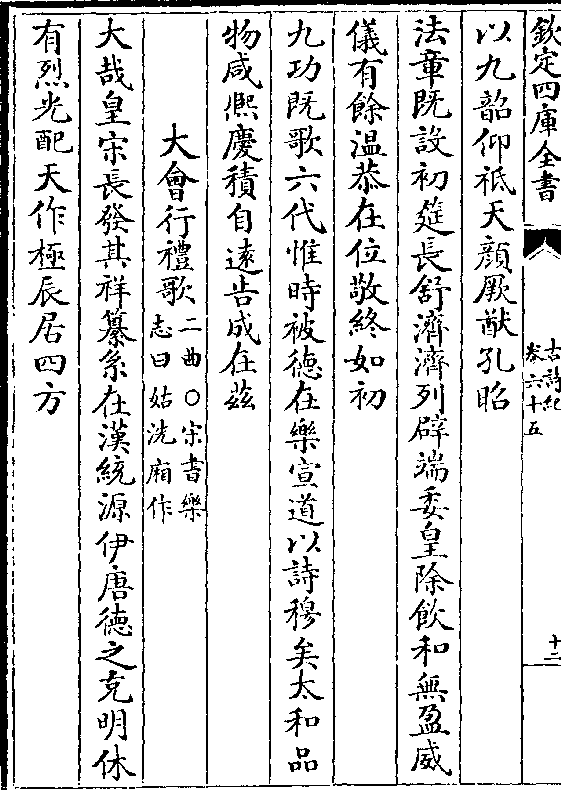 欽定四庫全書
古詩紀
卷六十五
十二
以九韶仰祗天顔厥猷孔昭
法章既設初筵長舒濟濟列辟端委皇除飲和無盈威
儀有餘温恭在位敬終如初
九功既歌六代惟時被德在樂宣道以詩穆矣太和品
物咸熈慶積自遠告成在兹
大會行禮歌二曲○宋書樂
志曰姑洗廂作
大哉皇宋長發其祥纂系在漢統源伊唐德之克明休
有烈光配天作極辰居四方